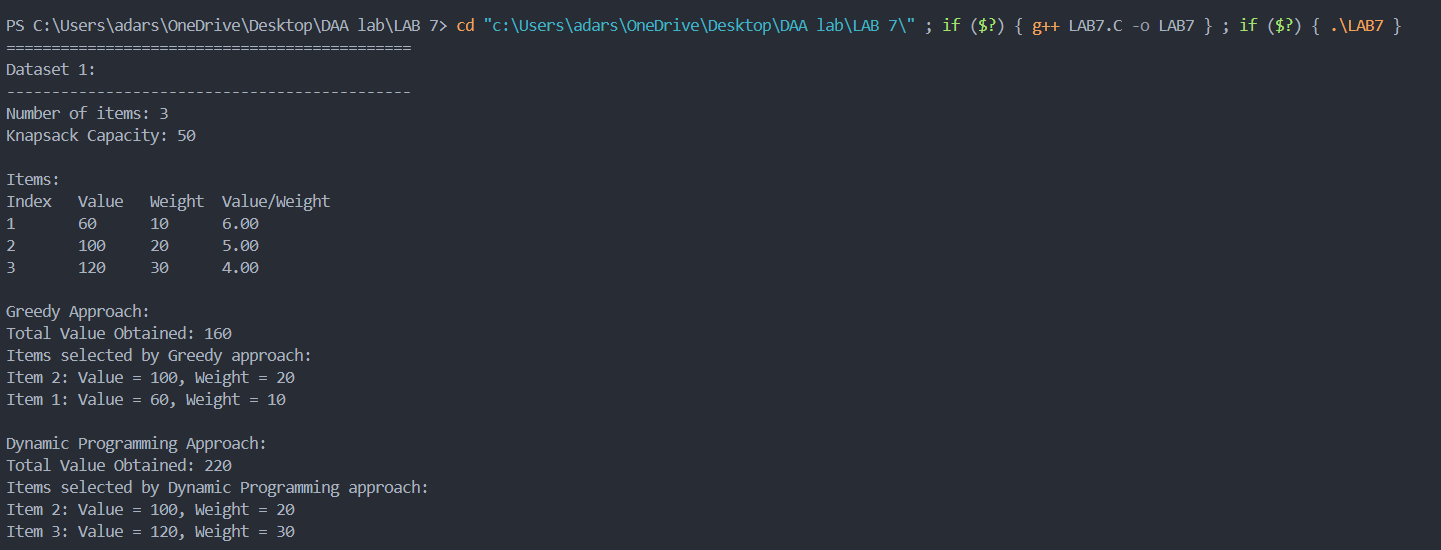 PS C:\Users\adars\OneDrive\Desktop\DAA lab\LAB 7> cd "c:\Users\adars\OneDrive\Desktop\DAA lab\LAB 7\" ; if ($?) { g++ LAB7.C -o LAB7 } ; if ($?) { .\LAB7 }
=============================================
Dataset 1:
---------------------------------------------
Number of items: 3
Knapsack Capacity: 50
Items:
Index   Value   Weight  Value/Weight
1       60      10      6.00
2       100     20      5.00
3       120     30      4.00
Greedy Approach:
Total Value Obtained: 160
Items selected by Greedy approach:
Item 2: Value = 100, Weight = 20
Item 1: Value = 60, Weight = 10
Dynamic Programming Approach:
Total Value Obtained: 220
Items selected by Dynamic Programming approach:
Item 2: Value = 100, Weight = 20
Item 3: Value = 120, Weight = 30